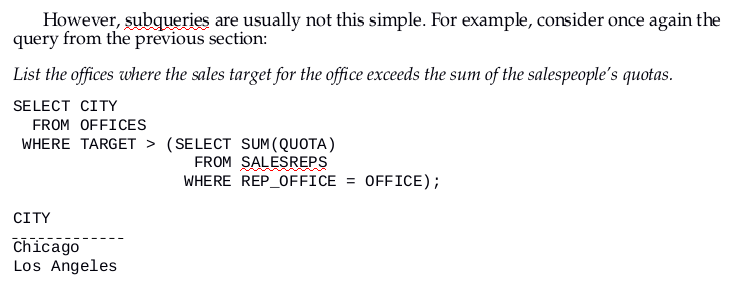 However, subqueries are usually not this simple. For example, consider once again the
query from the previous section:
List the offices where the sales target for the office exceeds the sum of the salespeople's quotas.
SELECT CITY
  FROM OFFICES
 WHERE TARGET > (SELECT SUM(QUOTA)
                   FROM SALESREPS
                  WHERE REP_OFFICE = OFFICE);
CITY
-------------
Chicago
Los Angeles